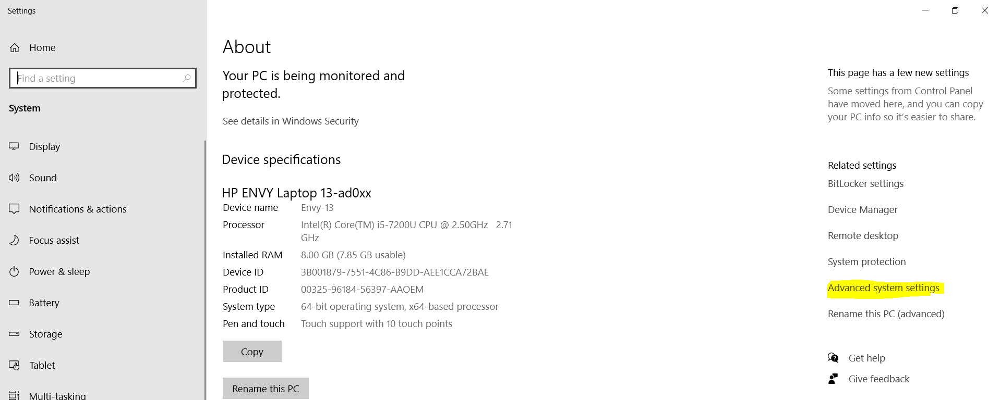 Settings
Home
Find a setting
System
Display
Sound
Notifications & actions
Focus assist
Power & sleep
Battery
Storage
Tablet
Multi-tasking
About
Your PC is being monitored and
protected.
See details in Windows Security
Device specifications
HP ENVY Laptop 13-ad0xx
Device name Envy-13
Processor Intel(R) Core(TM) i5-7200U CPU @ 2.50GHz 2.71
GHz
Installed RAM 8.00 GB (7.85 GB usable)
Device ID 3B001879-7551-4C86-B9DD-AEE1CCA72BAE
Product ID 00325-96184-56397-AAOEM
System type 64-bit operating system, x64-based processor
Pen and touch Touch support with 10 touch points
Copy
Rename this PC
This page has a few new settings
Some settings from Control Panel
have moved here, and you can copy
your PC info so it’s easier to share.
Related settings
BitLocker settings
Device Manager
Remote desktop
System protection
Advanced system settings
Rename this PC (advanced)
Get help
Give feedback